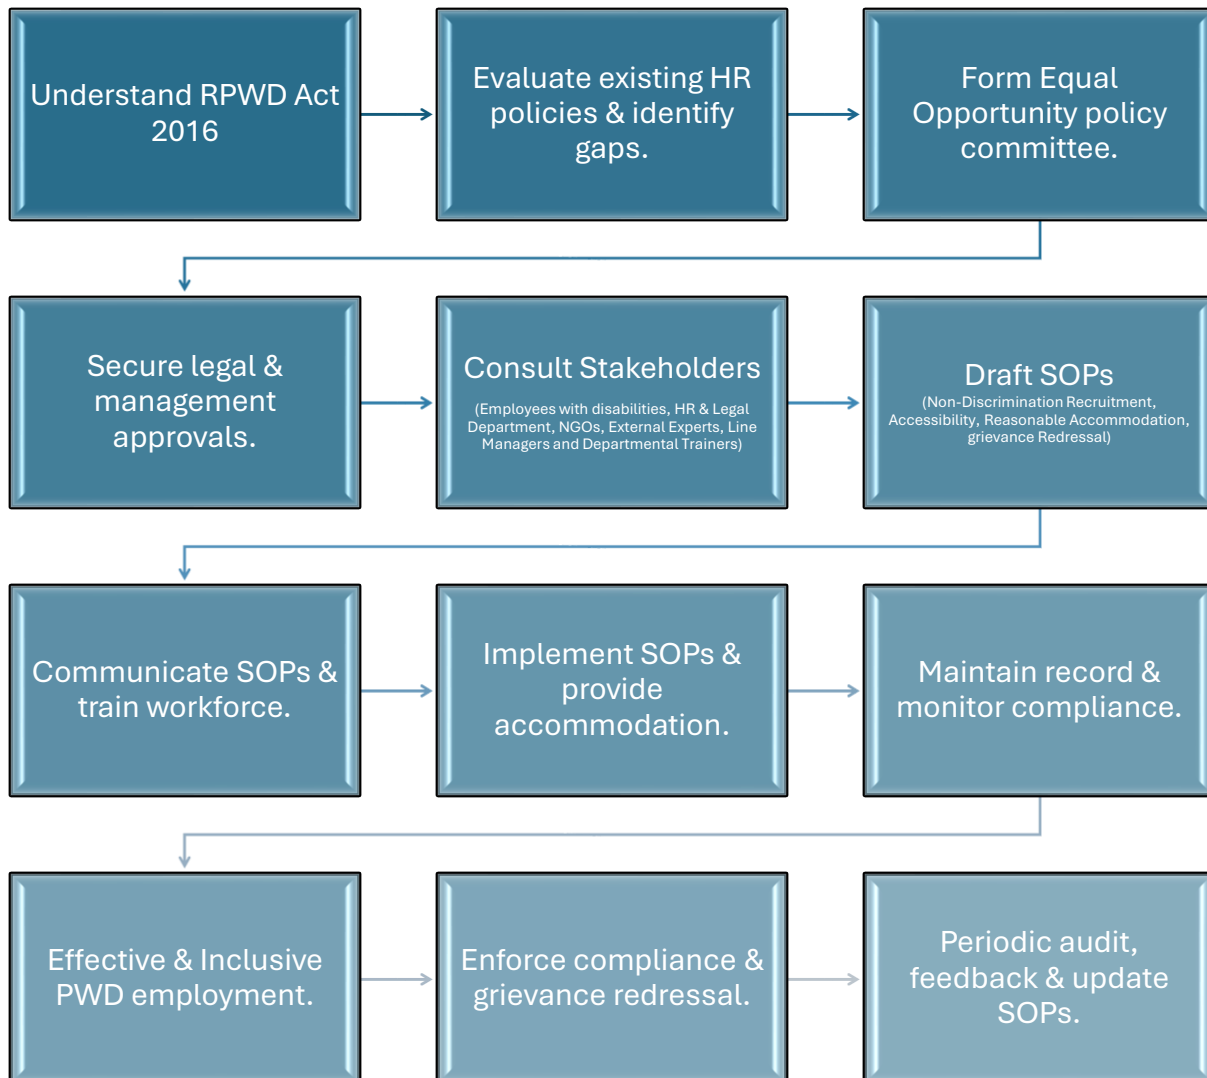 Understand RPWD Act
2016
Evaluate existing HR
policies & identify
gaps.
Form Equal
Opportunity policy
committee.
Secure legal &
management
approvals.
Consult Stakeholders
(Employees with disabilities, HR & Legal
Department, NGOs, External Experts, Line
Managers and Departmental Trainers)
Draft SOPs
(Non-Discrimination Recruitment,
Accessibility, Reasonable Accommodation,
grievance Redressal)
Communicate SOPs &
train workforce.
Implement SOPs &
provide
accommodation.
Maintain record &
monitor compliance.
Effective & Inclusive
PWD employment.
Enforce compliance &
grievance redressal.
Periodic audit,
feedback & update
SOPs.